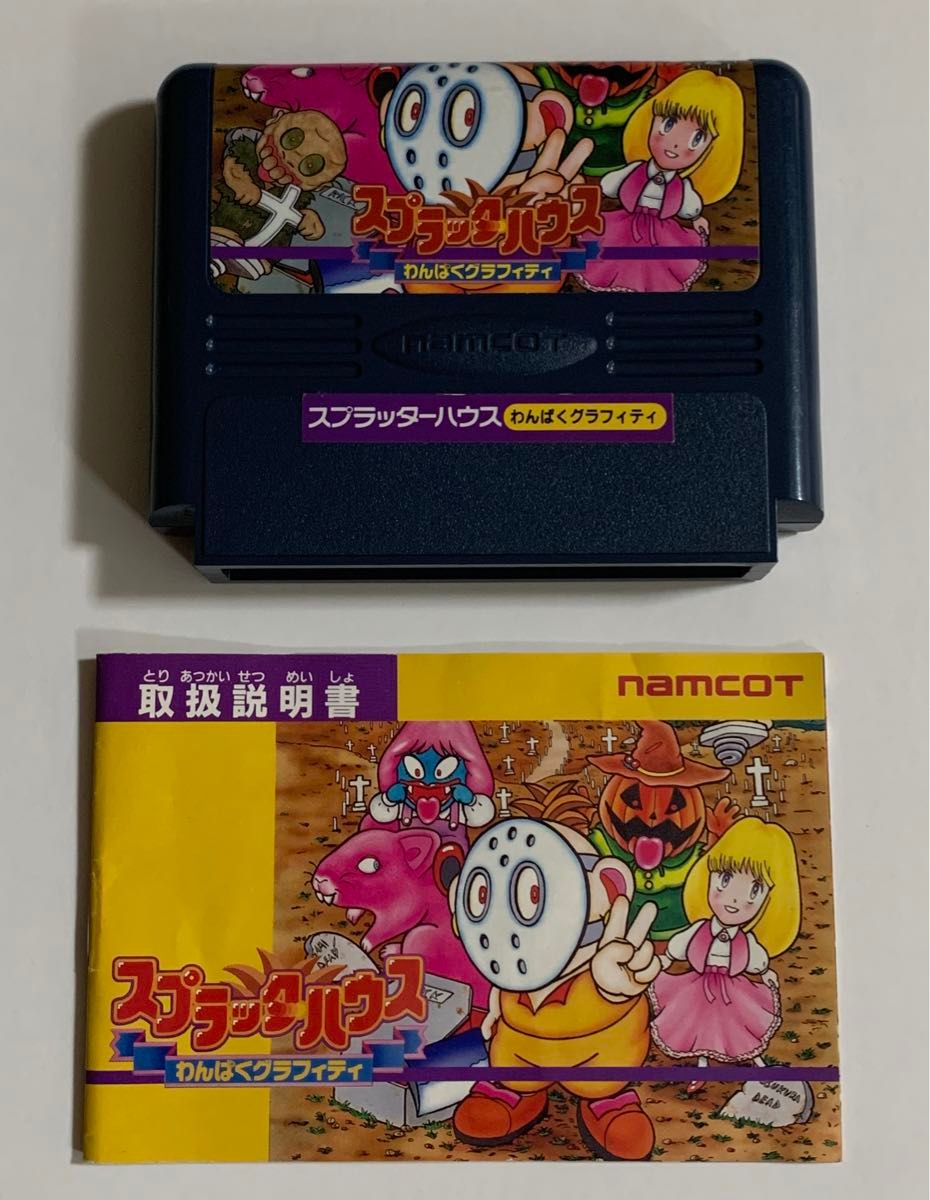 スプラッターハウス
わんぱくグラフィティ
namcoT
スプラッターハウス わんぱくグラフィティ
とり あつかい せつ めい しょ
取扱説明書
namcoT
スプラッターハウス
わんぱくグラフィティ
DEAD